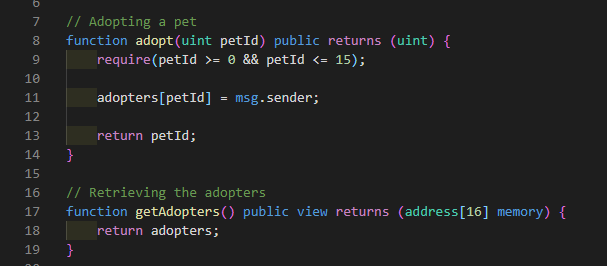 6
7 // Adopting a pet
8 function adopt(uint petId) public returns (uint) {
9 require(petId >= 0 && petId <= 15);
10
11 adopters[petId] = msg.sender;
12
13 return petId;
14 }
15
16 // Retrieving the adopters
17 function getAdopters() public view returns (address[16] memory) {
18 return adopters;
19 }